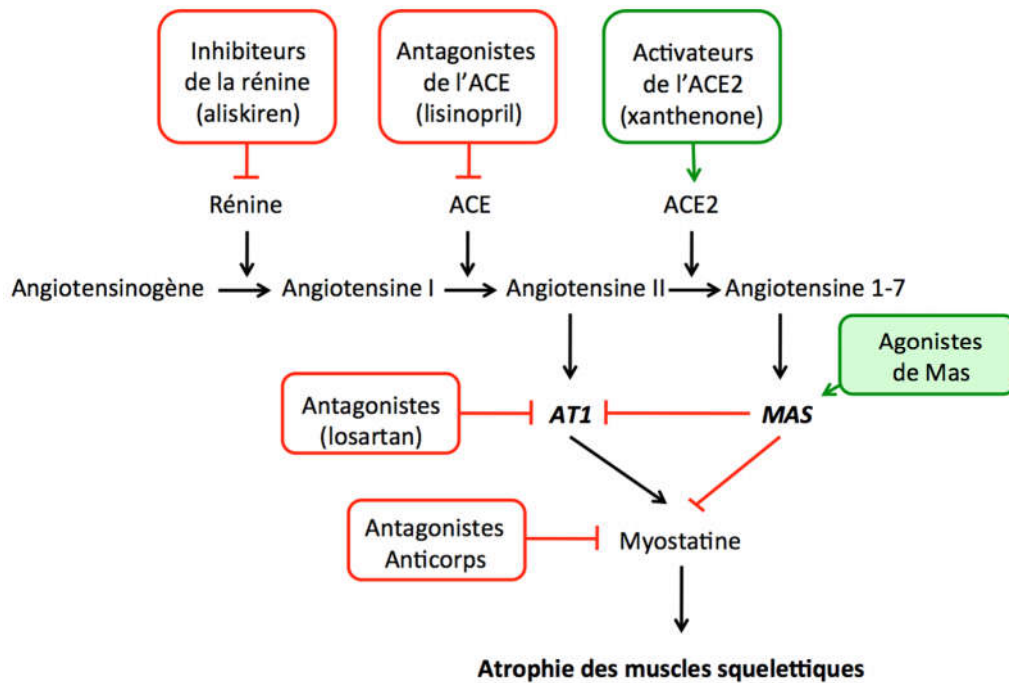 Inhibiteurs
de la rénine
(aliskiren)
Antagonistes
de l'ACE
(lisinopril)
Activateurs
de l'ACE2
(xanthenone)
Rénine
ACE
ACE2
Angiotensinogène
Angiotensine I
Angiotensine II
Angiotensine 1-7
Agonistes
de Mas
Antagonistes
(losartan)
AT1
MAS
Antagonistes
Anticorps
Myostatine
Atrophie des muscles squelettiques